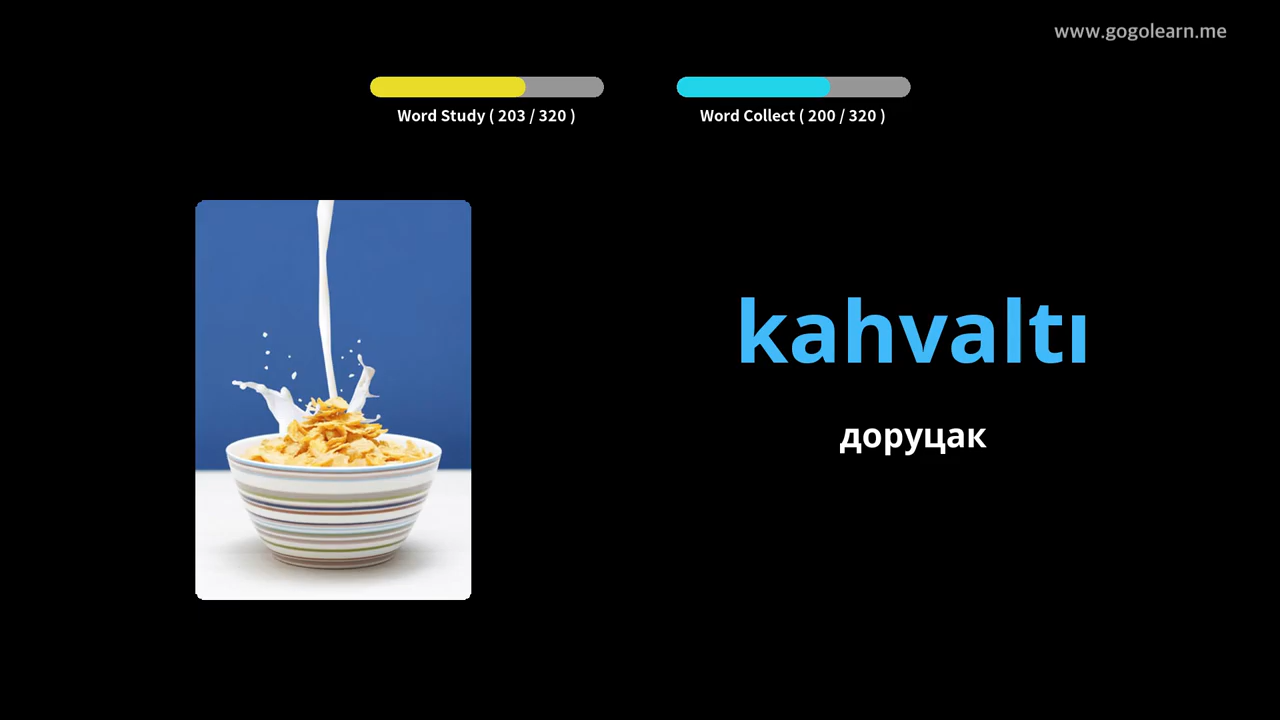 www.gogolearn.me
Word Study ( 203 / 320 )
Word Collect ( 200 / 320 )
kahvaltı
доруцак